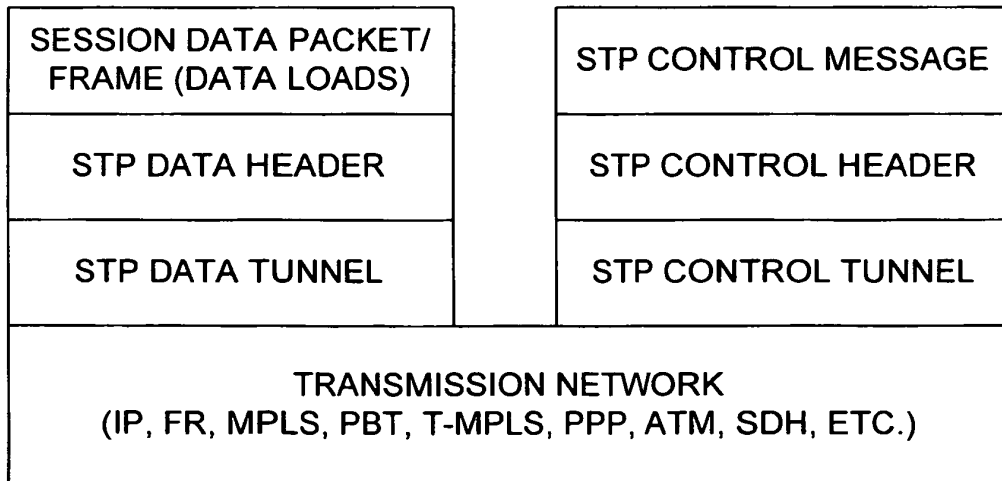 SESSION DATA PACKET/
FRAME (DATA LOADS)
STP DATA HEADER
STP DATA TUNNEL
STP CONTROL MESSAGE
STP CONTROL HEADER
STP CONTROL TUNNEL
TRANSMISSION NETWORK
(IP, FR, MPLS, PBT, T-MPLS, PPP, ATM, SDH, ETC.)